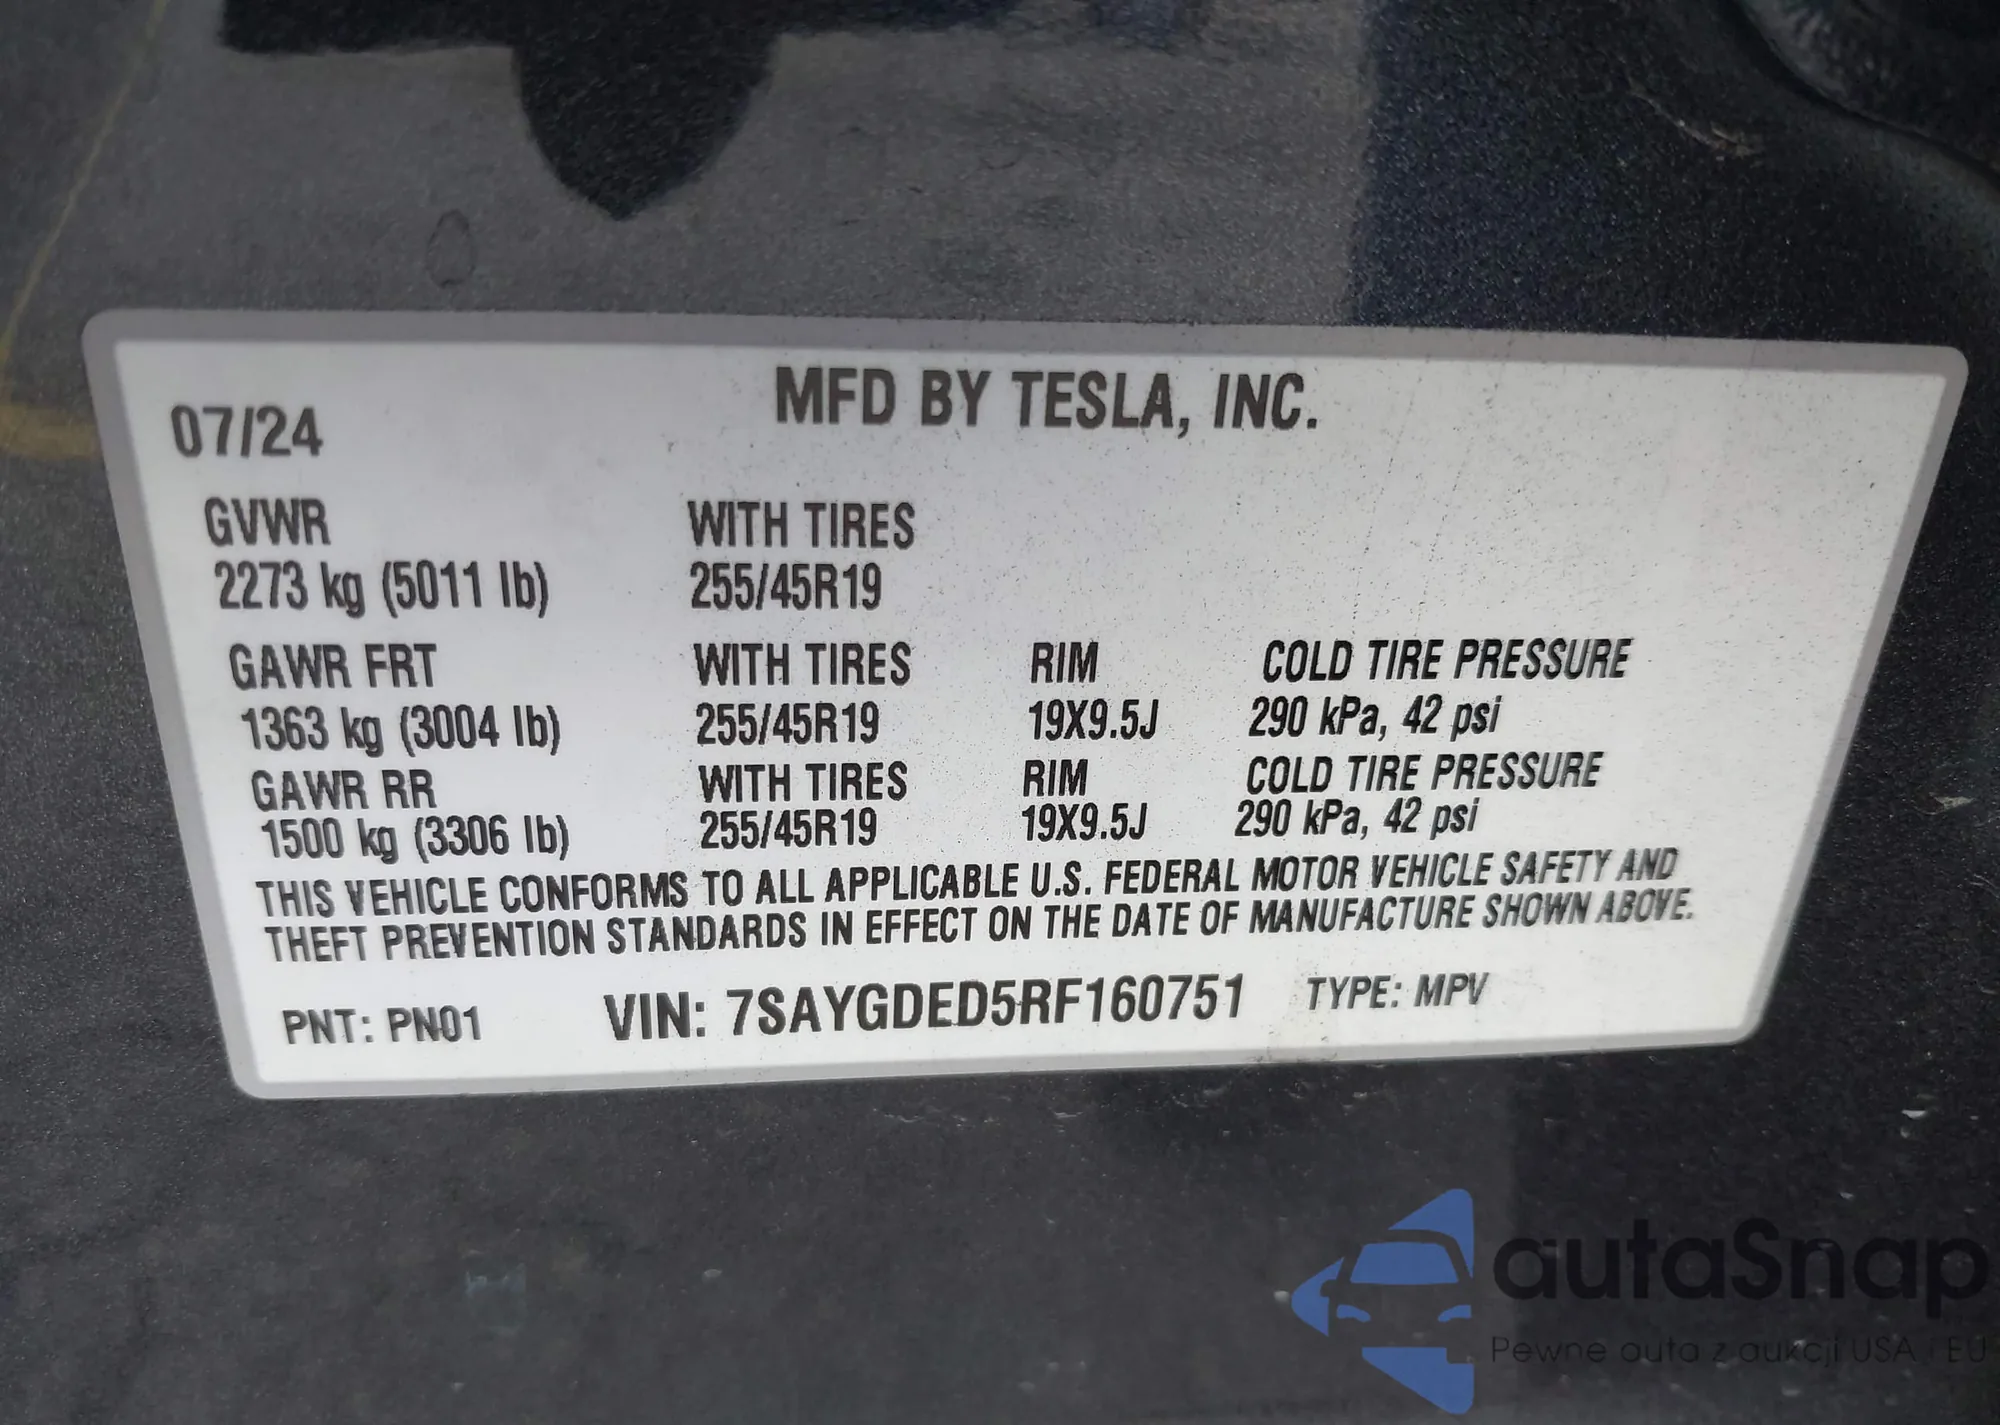 07/24 MFD BY TESLA, INC.
GVWR WITH TIRES
2273 kg (5011 lb) 255/45R19
GAWR FRT WITH TIRES RIM COLD TIRE PRESSURE
1363 kg (3004 lb) 255/45R19 19X9.5J 290 kPa, 42 psi
GAWR RR WITH TIRES RIM COLD TIRE PRESSURE
1500 kg (3306 lb) 255/45R19 19X9.5J 290 kPa, 42 psi
THIS VEHICLE CONFORMS TO ALL APPLICABLE U.S. FEDERAL MOTOR VEHICLE SAFETY AND
THEFT PREVENTION STANDARDS IN EFFECT ON THE DATE OF MANUFACTURE SHOWN ABOVE.
PNT: PN01 VIN: 7SAYGDED5RF160751 TYPE: MPV
autaSnap
Pewne auta z aukcji USA i EU